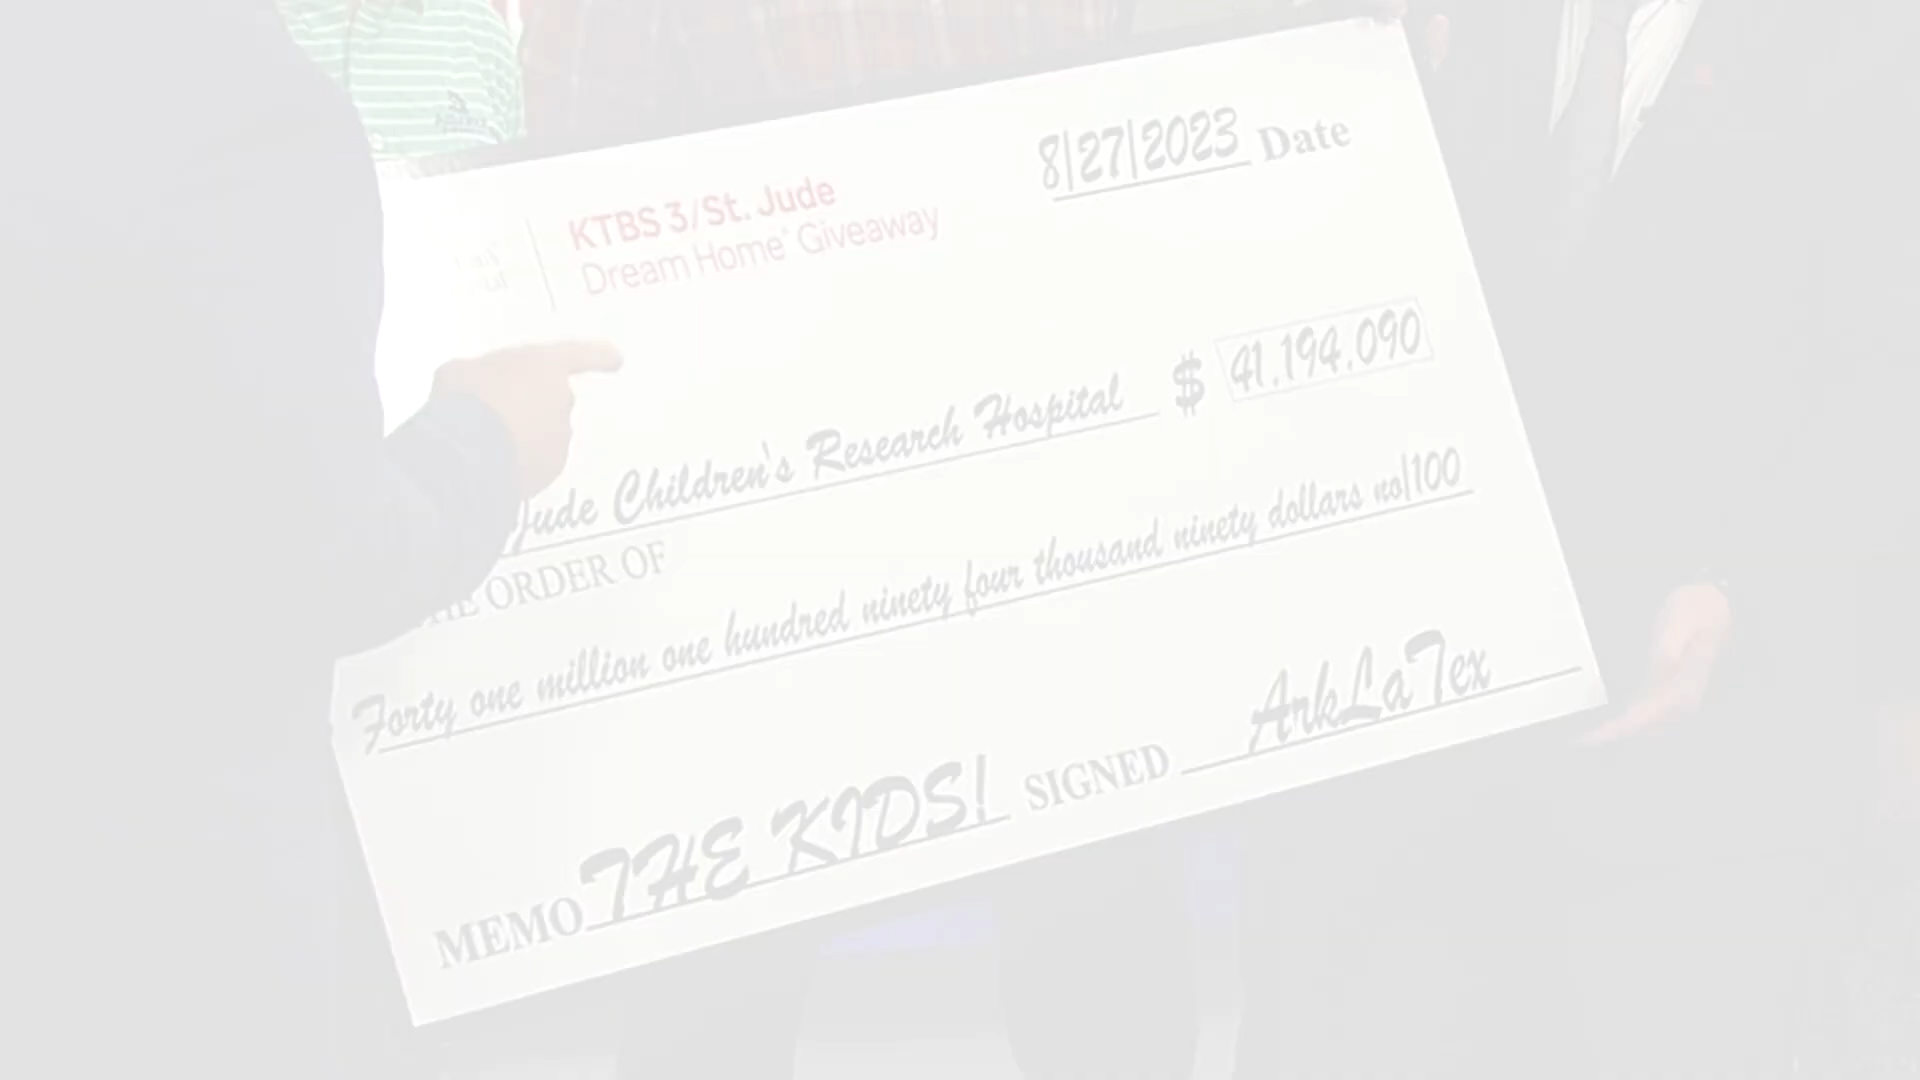 8/27/2023 Date
KTBS 3/St. Jude
Dream Home® Giveaway
$ 41,194,090
Jude Children's Research Hospital
THE ORDER OF
Forty one million one hundred ninety four thousand ninety dollars no/100
MEMO THE KIDS! SIGNED ArkLaTex